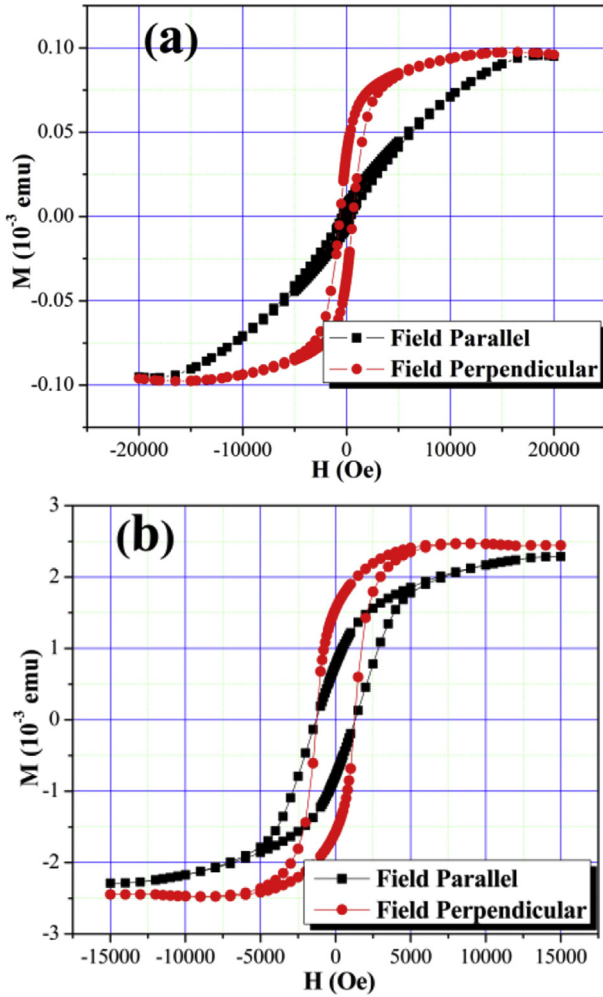 (a)
0.10
0.05
0.00
-0.05
-0.10
M (10⁻³ emu)
Field Parallel
Field Perpendicular
-20000 -10000 0 10000 20000
H (Oe)
(b)
3
2
1
0
-1
-2
-3
M (10⁻³ emu)
Field Parallel
Field Perpendicular
-15000 -10000 -5000 0 5000 10000 15000
H (Oe)